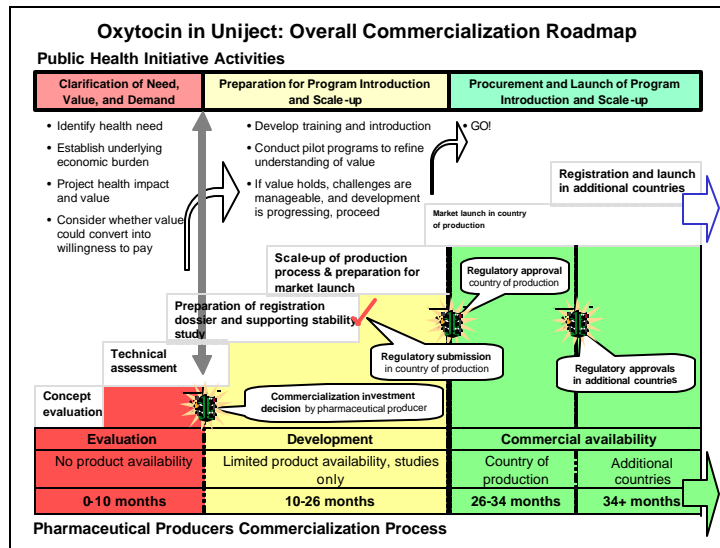 Oxytocin in Uniject: Overall Commercialization Roadmap
Public Health Initiative Activities
Clarification of Need,
Value, and Demand
Preparation for Program Introduction
and Scale-up
Procurement and Launch of Program
Introduction and Scale-up
• Identify health need
• Establish underlying
economic burden
• Project health impact
and value
• Consider whether value
could convert into
willingness to pay
• Develop training and introduction
• Conduct pilot programs to refine
understanding of value
• If value holds, challenges are
manageable, and development
is progressing, proceed
• GO!
Registration and launch
in additional countries
Market launch in country
of production
Scale-up of production
process & preparation for
market launch
Regulatory approval
country of production
Preparation of registration
dossier and supporting stability
study
Regulatory submission
in country of production
Regulatory approvals
in additional countries
Technical
assessment
Concept
evaluation
Commercialization investment
decision by pharmaceutical producer
Evaluation
Development
Commercial availability
No product availability
Limited product availability, studies
only
Country of
production
Additional
countries
0-10 months
10-26 months
26-34 months
34+ months
Pharmaceutical Producers Commercialization Process